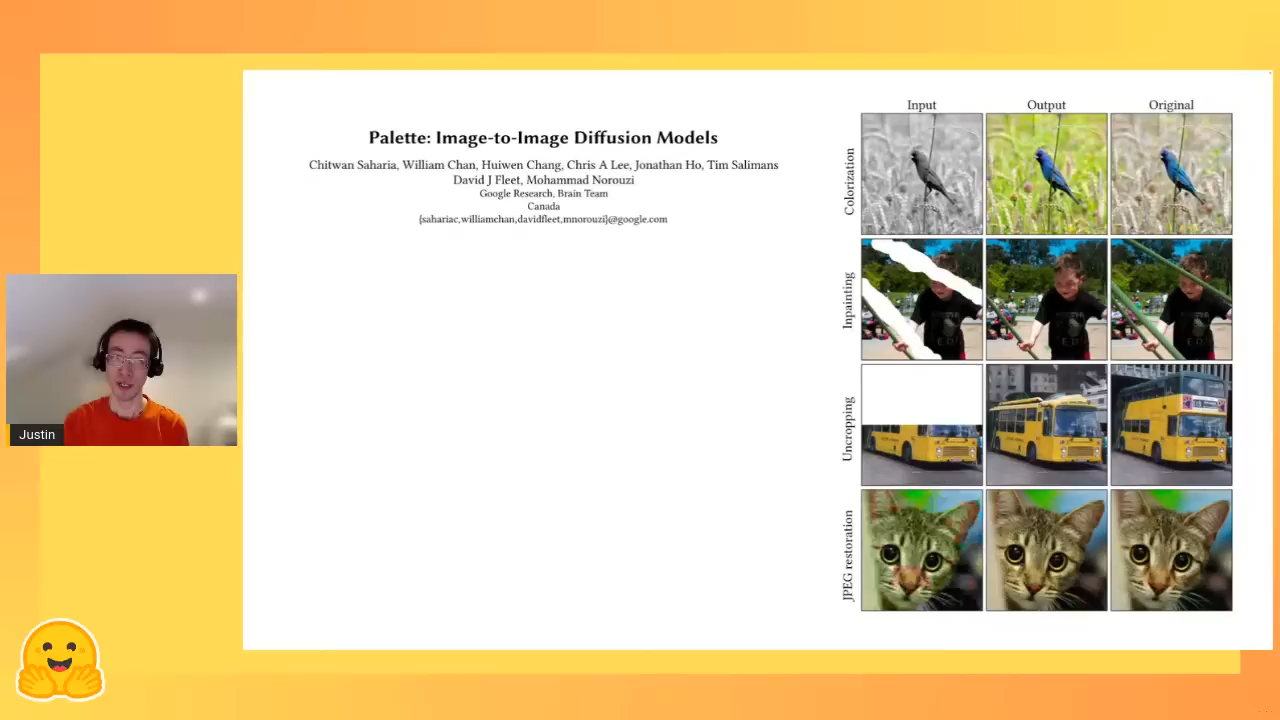 Palette: Image-to-Image Diffusion Models
Chitwan Saharia, William Chan, Huiwen Chang, Chris A Lee, Jonathan Ho, Tim Salimans
David J Fleet, Mohammad Norouzi
Google Research, Brain Team
Canada
{sahariac,williamchan,davidfleet,mnorouzi}@google.com
Input Output Original
Colorization
Inpainting
Uncropping
JPEG restoration
Justin